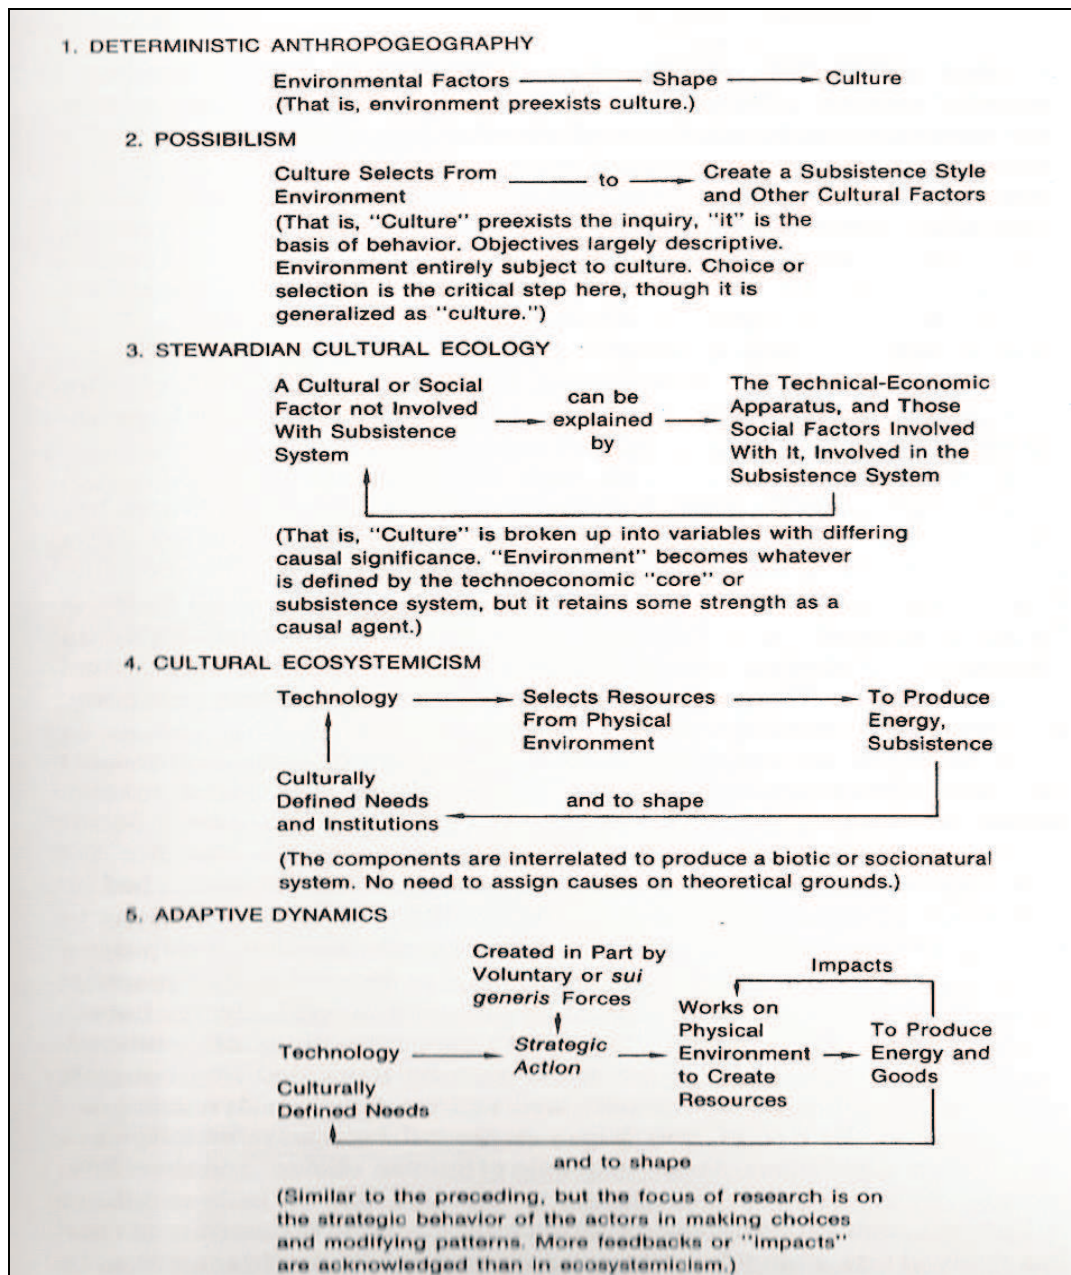 1. DETERMINISTIC ANTHROPOGEOGRAPHY
Environmental Factors Shape Culture
(That is, environment preexists culture.)
2. POSSIBILISM
Culture Selects From
Environment
to
Create a Subsistence Style
and Other Cultural Factors
(That is, "Culture" preexists the inquiry, "it" is the
basis of behavior. Objectives largely descriptive.
Environment entirely subject to culture. Choice or
selection is the critical step here, though it is
generalized as "culture.")
3. STEWARDIAN CULTURAL ECOLOGY
A Cultural or Social
Factor not Involved
With Subsistence
System
can be
explained
by
The Technical-Economic
Apparatus, and Those
Social Factors Involved
With It, Involved in the
Subsistence System
(That is, "Culture" is broken up into variables with differing
causal significance. "Environment" becomes whatever
is defined by the technoeconomic "core" or
subsistence system, but it retains some strength as a
causal agent.)
4. CULTURAL ECOSYSTEMICISM
Technology
Selects Resources
From Physical
Environment
To Produce
Energy,
Subsistence
Culturally
Defined Needs
and Institutions
and to shape
(The components are interrelated to produce a biotic or socionatural
system. No need to assign causes on theoretical grounds.)
5. ADAPTIVE DYNAMICS
Created in Part by
Voluntary or sui
generis Forces
Impacts
Technology
Strategic
Action
Works on
Physical
Environment
to Create
Resources
To Produce
Energy and
Goods
Culturally
Defined Needs
and to shape
(Similar to the preceding, but the focus of research is on
the strategic behavior of the actors in making choices
and modifying patterns. More feedbacks or "Impacts"
are acknowledged than in ecosystemicism.)